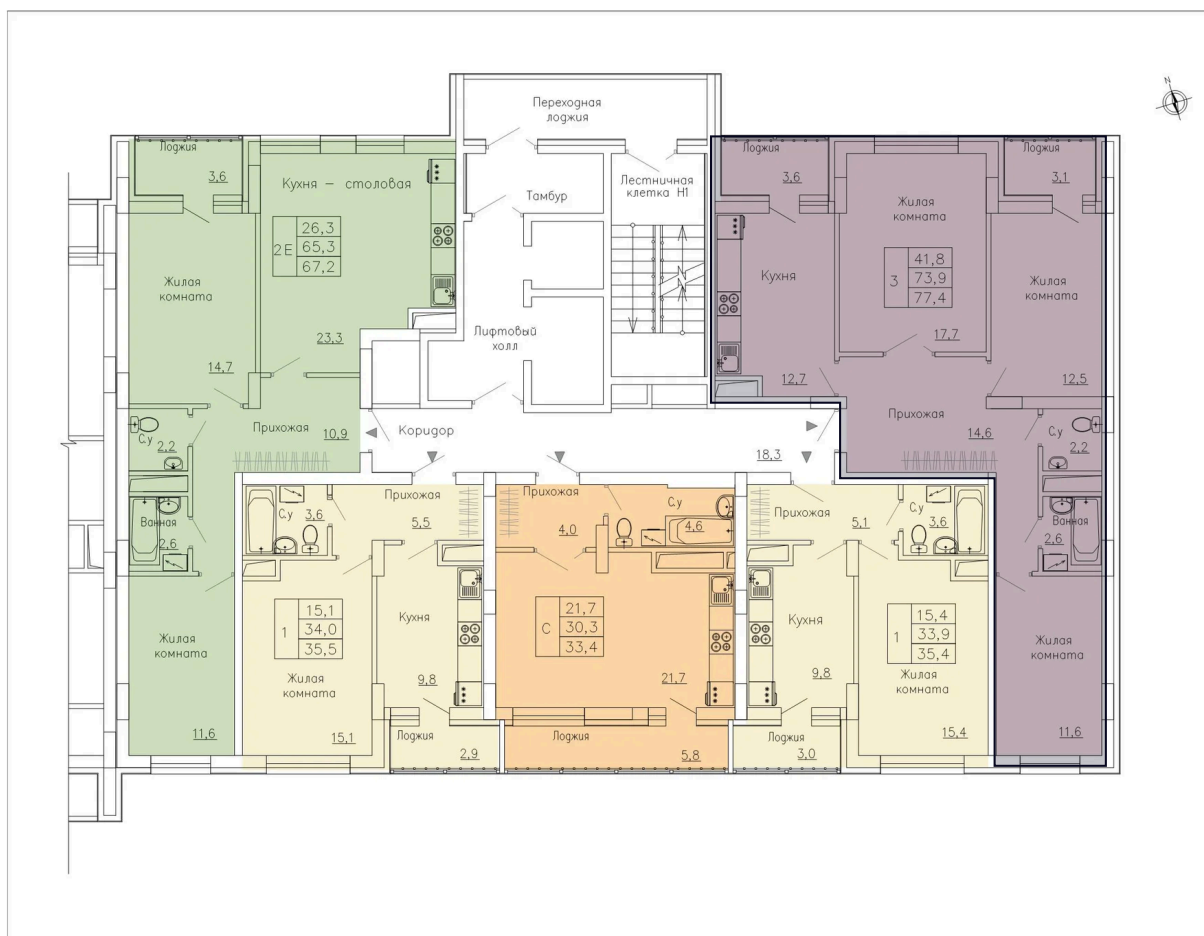 N
Переходная
лоджия
Лоджия
3,6
Кухня – столовая
2Е
26,3
65,3
67,2
23,3
Жилая
комната
14,7
Тамбур
Лестничная
клетка Н1
Лифтовый
холл
Лоджия
3,6
Кухня
12,7
Жилая
комната
3
41,8
73,9
77,4
17,7
Лоджия
3,1
Жилая
комната
12,5
С.у
2,2
Прихожая
10,9
Коридор
18,3
Прихожая
14,6
С.у
2,2
Ванная
2,6
Жилая
комната
11,6
С.у
3,6
Прихожая
5,5
1
15,1
34,0
35,5
Жилая
комната
15,1
Кухня
9,8
Лоджия
2,9
Прихожая
4,0
С.у
4,6
С
21,7
30,3
33,4
21,7
Лоджия
5,8
Прихожая
5,1
С.у
3,6
Кухня
9,8
Лоджия
3,0
1
15,4
33,9
35,4
Жилая
комната
15,4
Ванная
2,6
Жилая
комната
11,6